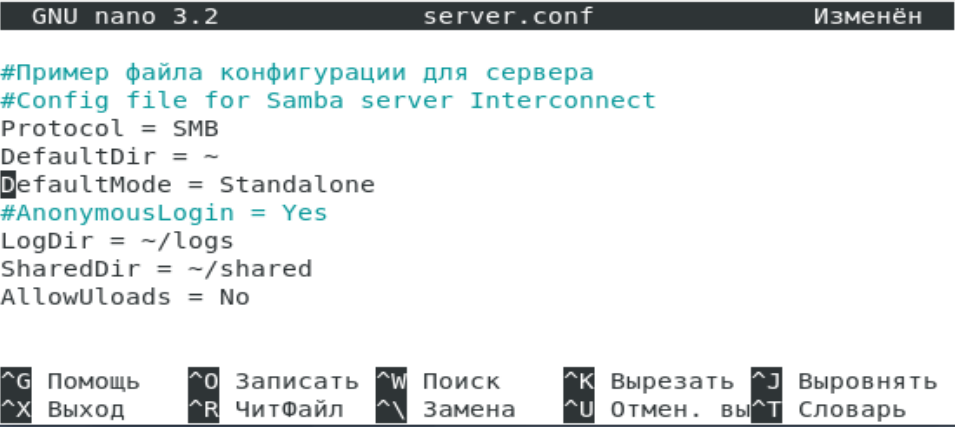 GNU nano 3.2 server.conf Изменён
#Пример файла конфигурации для сервера
#Config file for Samba server Interconnect
Protocol = SMB
DefaultDir = ~
DefaultMode = Standalone
#AnonymousLogin = Yes
LogDir = ~/logs
SharedDir = ~/shared
AllowUloads = No
^G Помощь ^O Записать ^W Поиск ^K Вырезать ^J Выровнять
^X Выход ^R ЧитФайл ^\ Замена ^U Отмен. вы^T Словарь